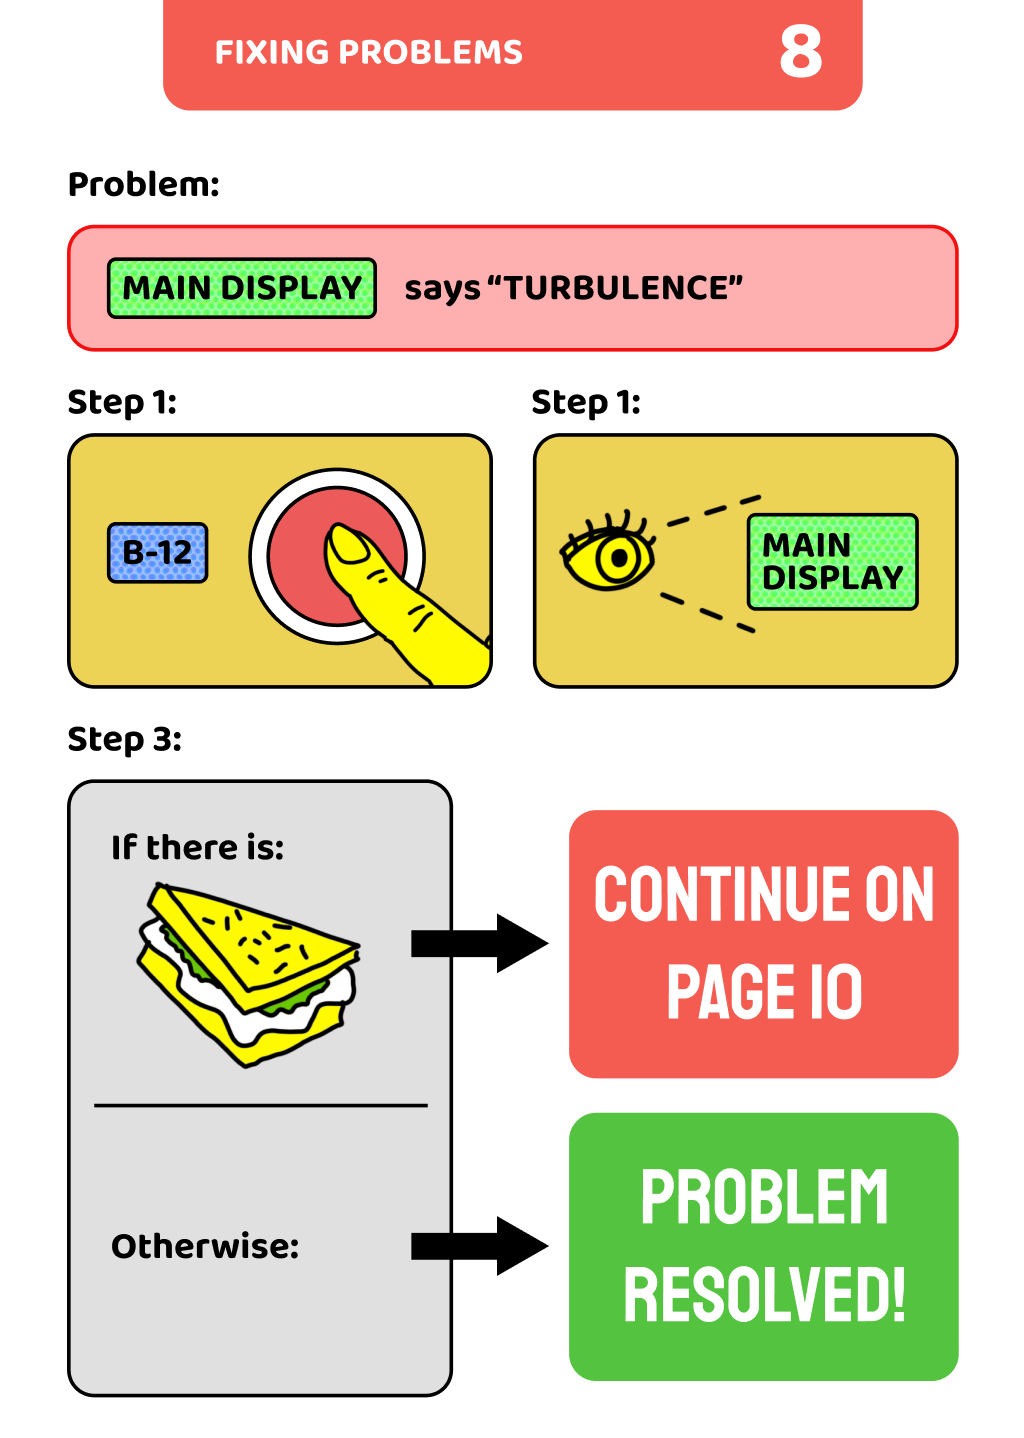 FIXING PROBLEMS
8
Problem:
MAIN DISPLAY says “TURBULENCE”
Step 1:
B-12
Step 1:
MAIN
DISPLAY
Step 3:
If there is:
CONTINUE ON
PAGE 10
Otherwise:
PROBLEM
RESOLVED!